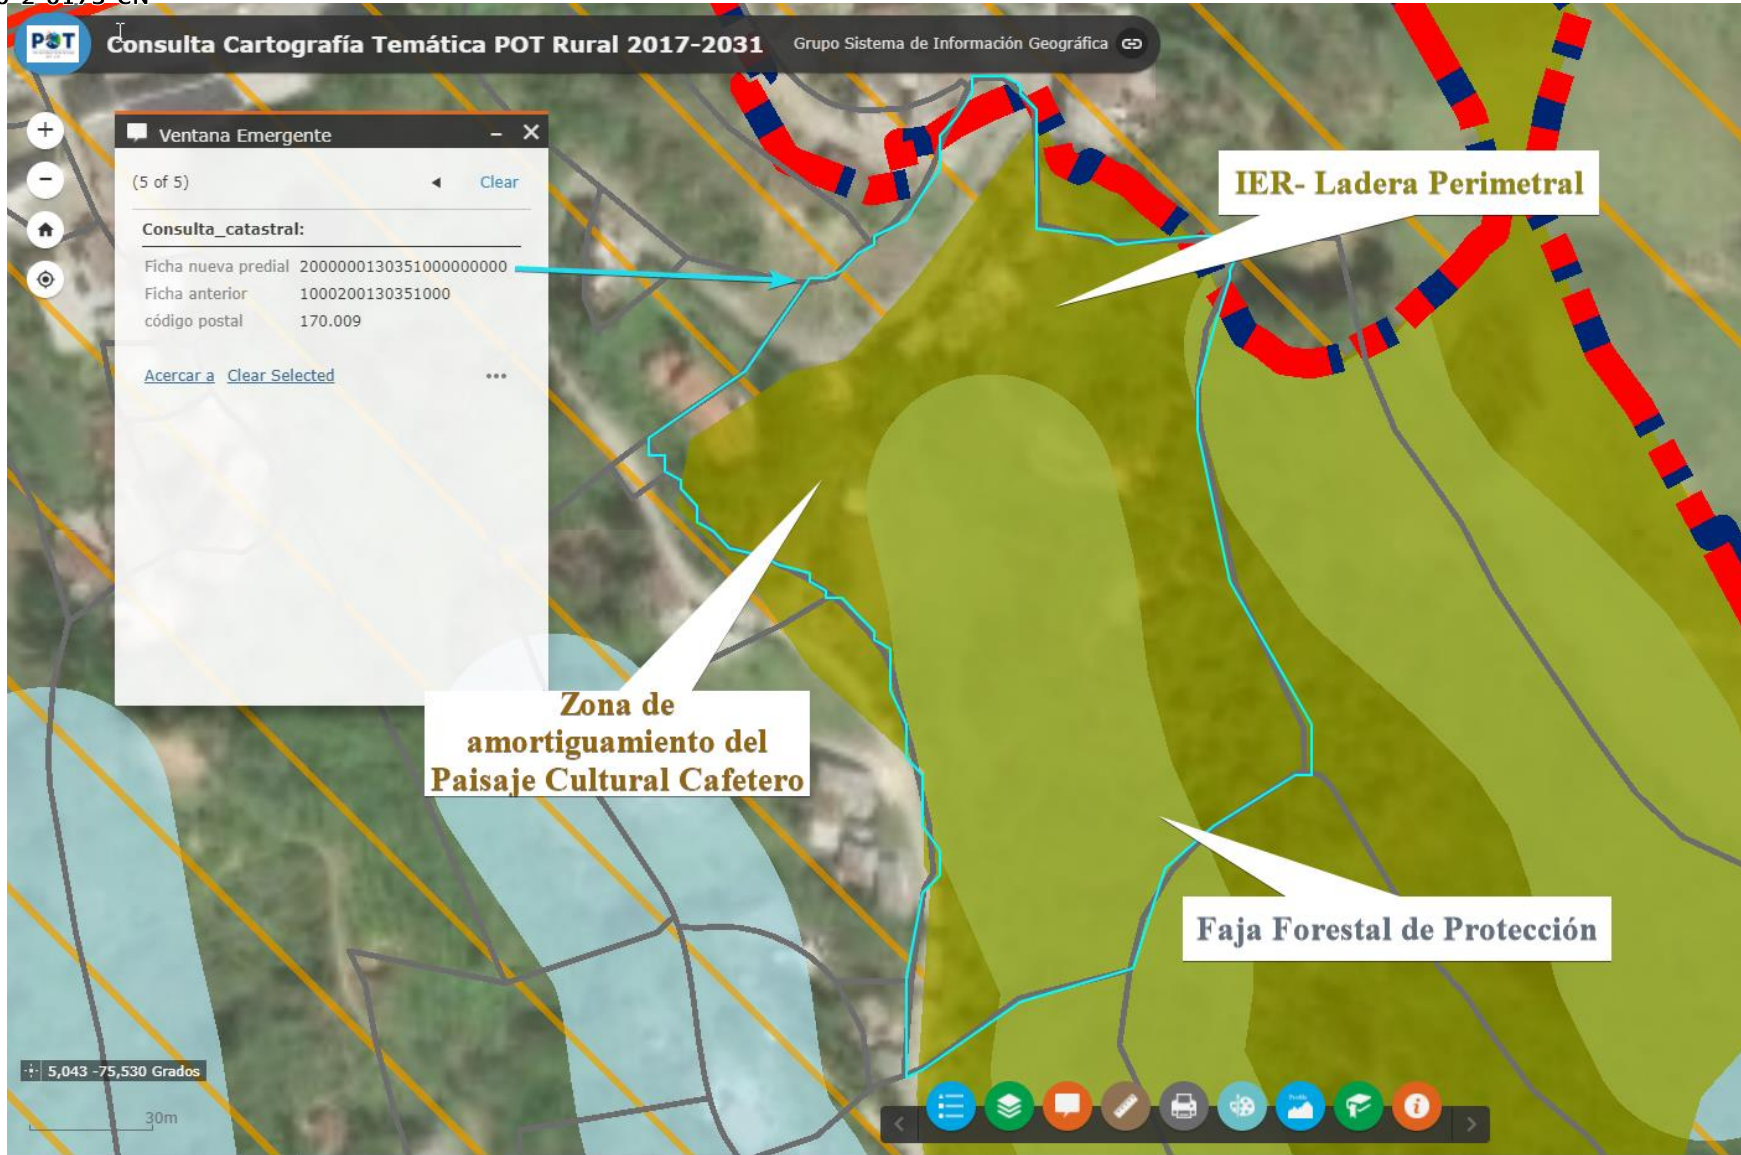 POT
Consulta Cartografía Temática POT Rural 2017-2031
Grupo Sistema de Información Geográfica
Ventana Emergente
(5 of 5)
Clear
Consulta_catastral:
Ficha nueva predial 2000000130351000000000
Ficha anterior 1000200130351000
código postal 170.009
Acercar a Clear Selected
IER- Ladera Perimetral
Zona de
amortiguamiento del
Paisaje Cultural Cafetero
Faja Forestal de Protección
5,043 -75,530 Grados
30m